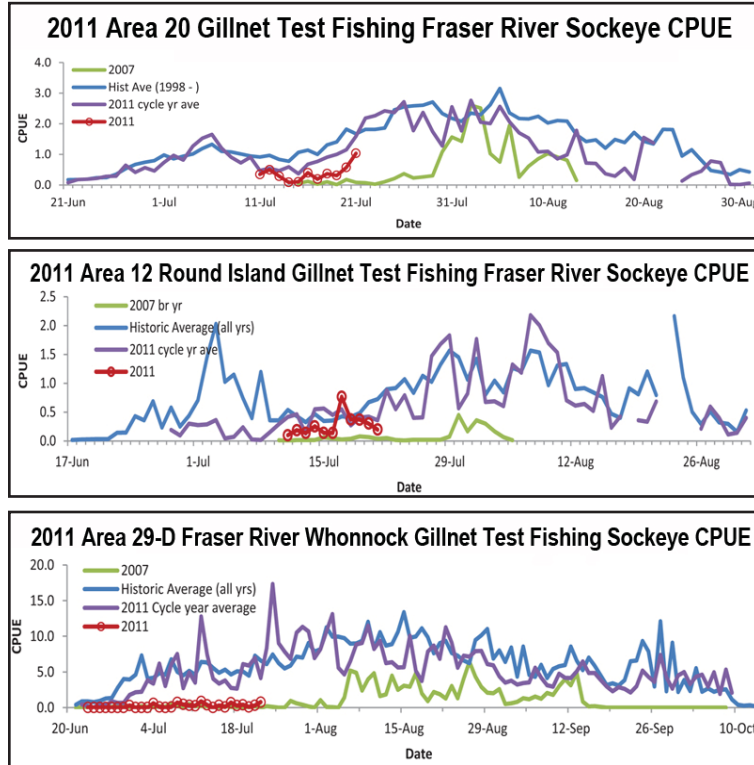 2011 Area 20 Gillnet Test Fishing Fraser River Sockeye CPUE
4.0
3.0
2.0
1.0
0.0
CPUE
2007
Hist Ave (1998 - )
2011 cycle yr ave
2011
21-Jun 1-Jul 11-Jul 21-Jul 31-Jul 10-Aug 20-Aug 30-Aug
Date
2011 Area 12 Round Island Gillnet Test Fishing Fraser River Sockeye CPUE
2.5
2.0
1.5
1.0
0.5
0.0
CPUE
2007 br yr
Historic Average (all yrs)
2011 cycle yr ave
2011
17-Jun 1-Jul 15-Jul 29-Jul 12-Aug 26-Aug
Date
2011 Area 29-D Fraser River Whonnock Gillnet Test Fishing Sockeye CPUE
20.0
15.0
10.0
5.0
0.0
CPUE
2007
Historic Average (all yrs)
2011 Cycle year average
2011
20-Jun 4-Jul 18-Jul 1-Aug 15-Aug 29-Aug 12-Sep 26-Sep 10-Oct
Date